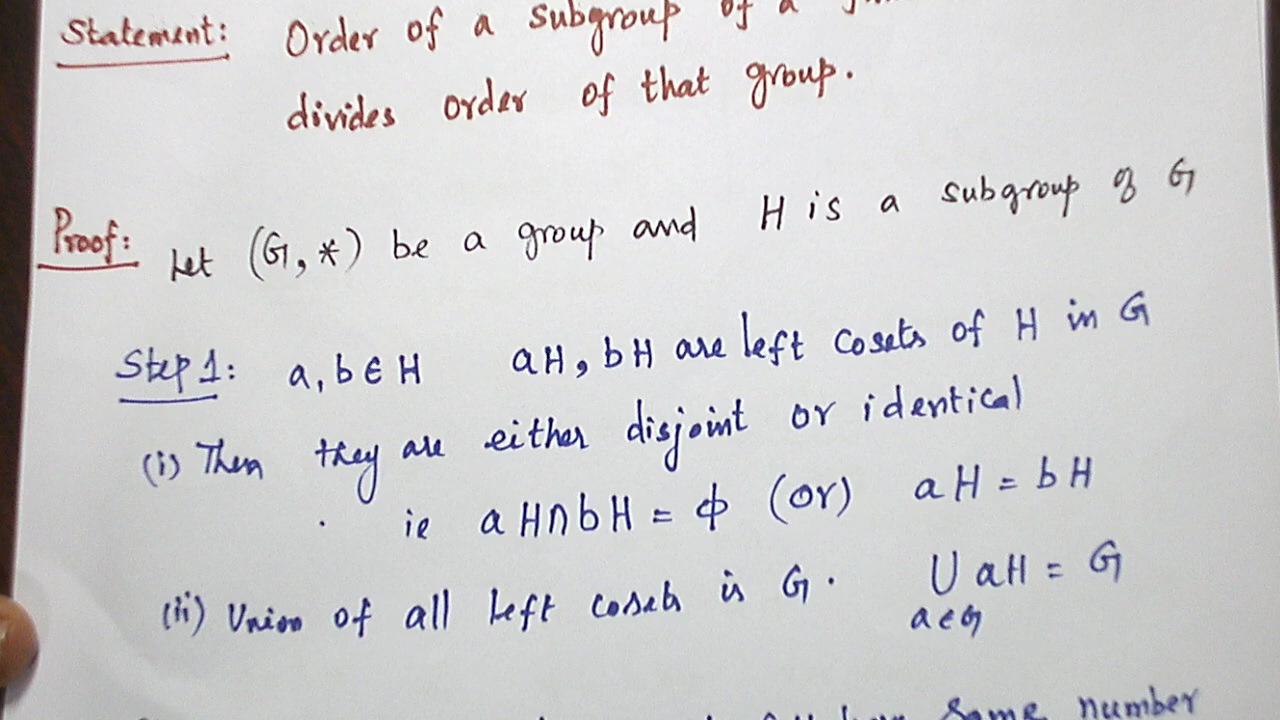 Statement: Order of a subgroup of a
divides order of that group.
Proof: Let (G, *) be a group and H is a subgroup of G
Step 1: a, b ∈ H aH, bH are left cosets of H in G
(i) Then they are either disjoint or identical
ie aH∩bH = ϕ (or) aH = bH
(ii) Union of all left cosets is G. ∪ aH = G
a∈G
same number